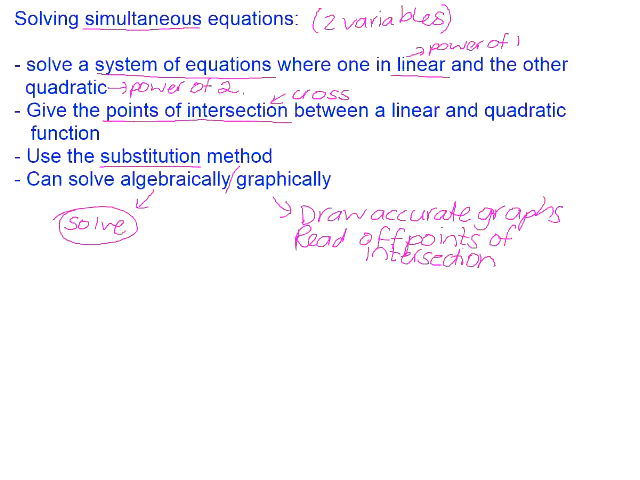 Solving simultaneous equations: (2 variables)
→ power of 1
- solve a system of equations where one in linear and the other
quadratic → power of 2.
cross
- Give the points of intersection between a linear and quadratic
function
- Use the substitution method
- Can solve algebraically/graphically
solve
→ Draw accurate graphs
Read off points of
intersection